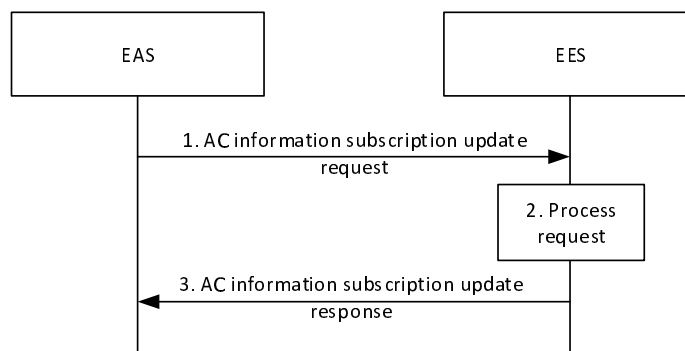 EAS
EES
1. AC information subscription update
request
2. Process
request
3. AC information subscription update
response